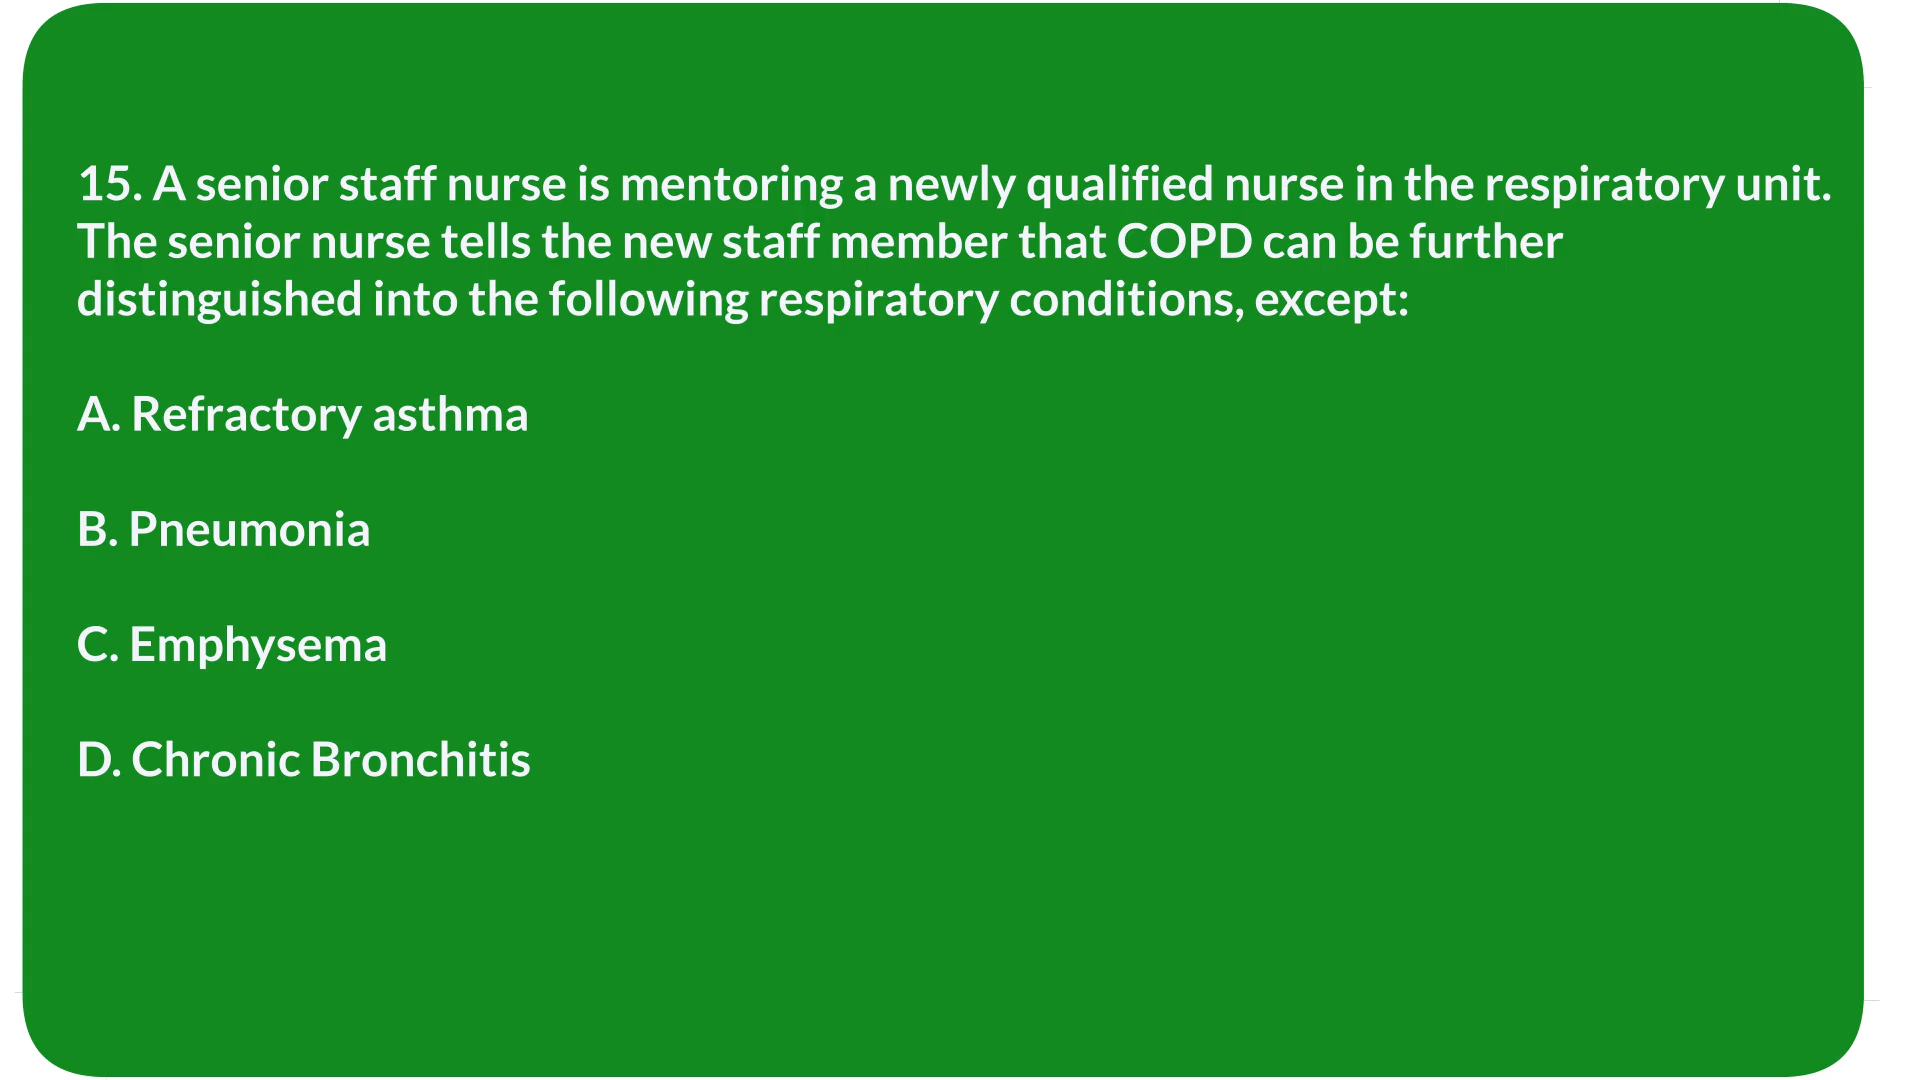 15. A senior staff nurse is mentoring a newly qualified nurse in the respiratory unit.
The senior nurse tells the new staff member that COPD can be further
distinguished into the following respiratory conditions, except:
A. Refractory asthma
B. Pneumonia
C. Emphysema
D. Chronic Bronchitis